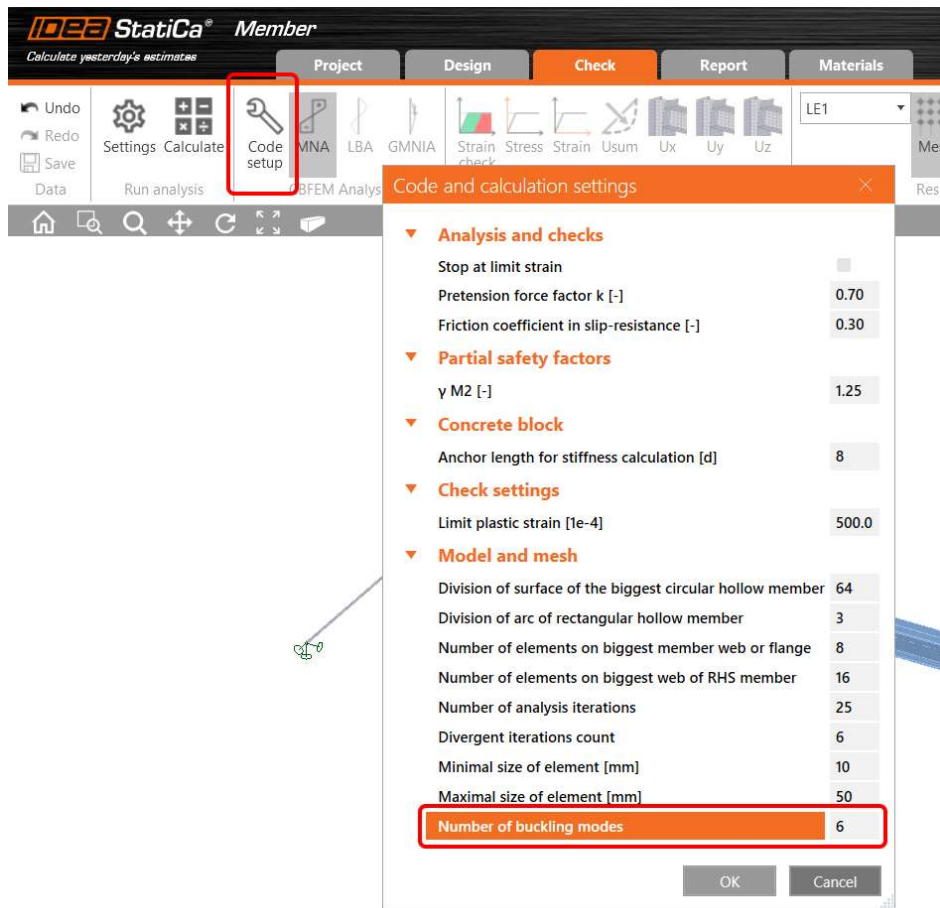 IDEA StatiCa® Member
Calculate yesterday's estimates
Project Design Check Report Materials
Undo
Redo
Save
Settings Calculate Code setup MNA LBA GMNIA Strain check Stress Strain Usum Ux Uy Uz LE1 Mes
Data Run analysis CBFEM Analys Res
Code and calculation settings
Analysis and checks
Stop at limit strain
Pretension force factor k [-] 0.70
Friction coefficient in slip-resistance [-] 0.30
Partial safety factors
γ M2 [-] 1.25
Concrete block
Anchor length for stiffness calculation [d] 8
Check settings
Limit plastic strain [1e-4] 500.0
Model and mesh
Division of surface of the biggest circular hollow member 64
Division of arc of rectangular hollow member 3
Number of elements on biggest member web or flange 8
Number of elements on biggest web of RHS member 16
Number of analysis iterations 25
Divergent iterations count 6
Minimal size of element [mm] 10
Maximal size of element [mm] 50
Number of buckling modes 6
OK Cancel